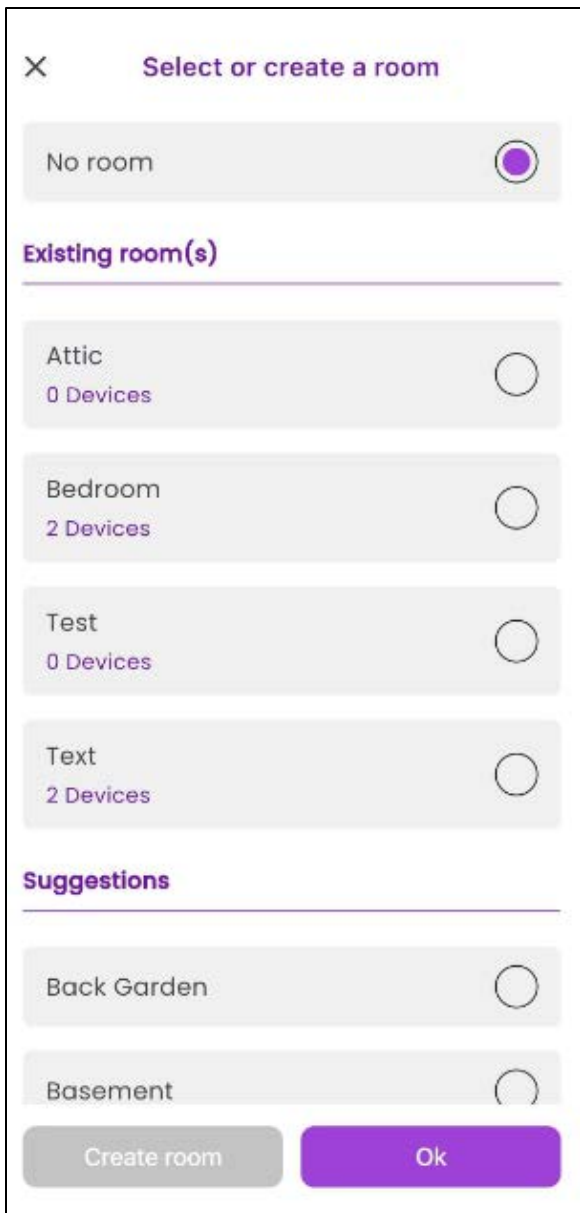 Select or create a room
No room
Existing room(s)
Attic
0 Devices
Bedroom
2 Devices
Test
0 Devices
Text
2 Devices
Suggestions
Back Garden
Basement
Create room
Ok